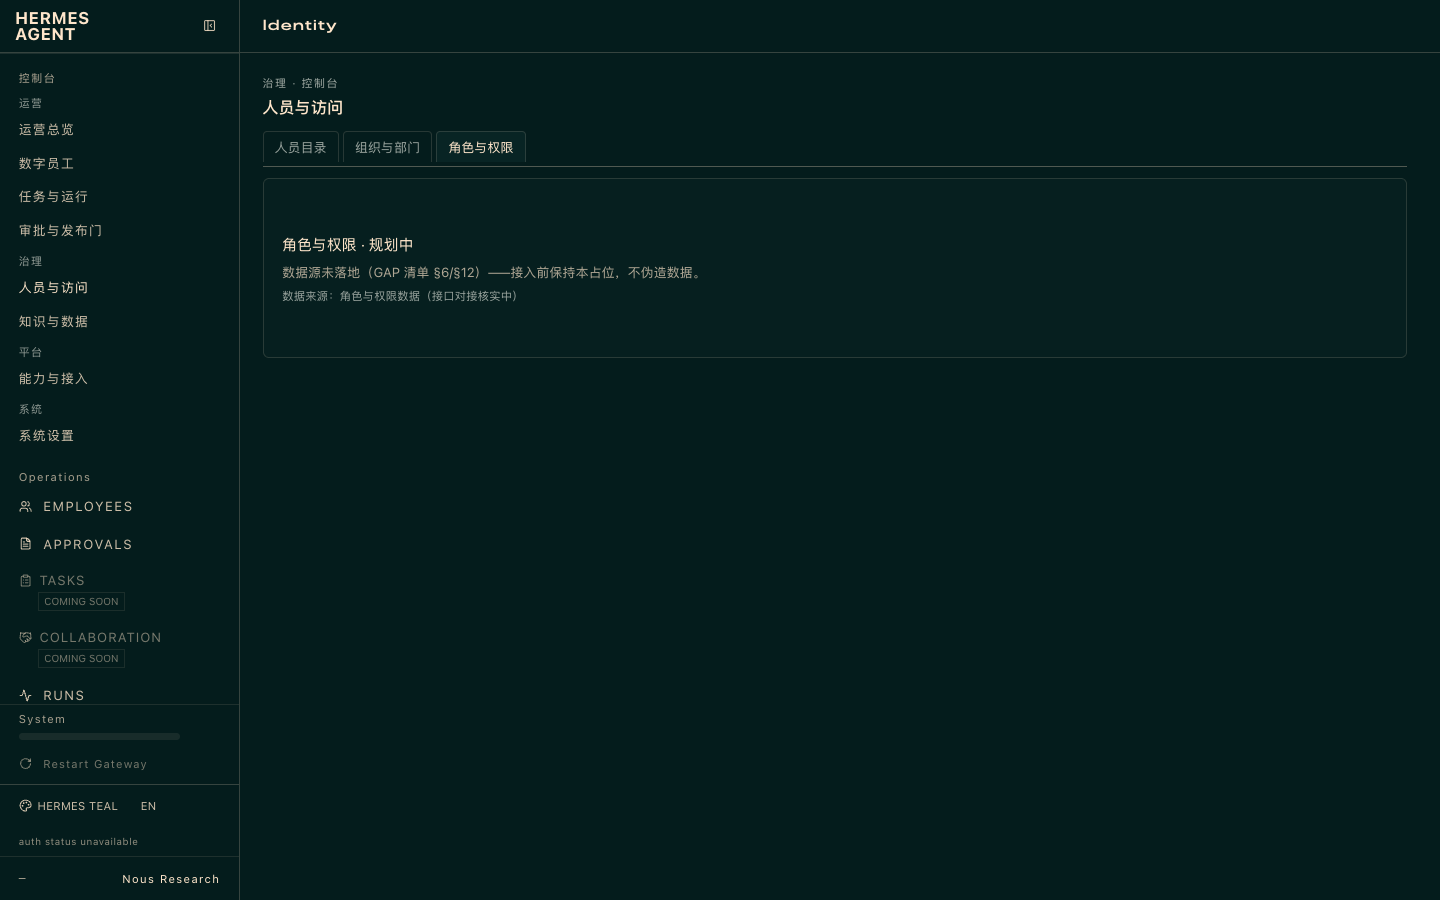 HERMES
AGENT
控制台
运营
运营总览
数字员工
任务与运行
审批与发布门
治理
人员与访问
知识与数据
平台
能力与接入
系统
系统设置
Operations
EMPLOYEES
APPROVALS
TASKS
COMING SOON
COLLABORATION
COMING SOON
RUNS
System
Restart Gateway
HERMES TEAL EN
auth status unavailable
— Nous Research
Identity
治理 · 控制台
人员与访问
人员目录 组织与部门 角色与权限
角色与权限 · 规划中
数据源未落地（GAP 清单 §6/§12）——接入前保持本占位，不伪造数据。
数据来源：角色与权限数据（接口对接核实中）